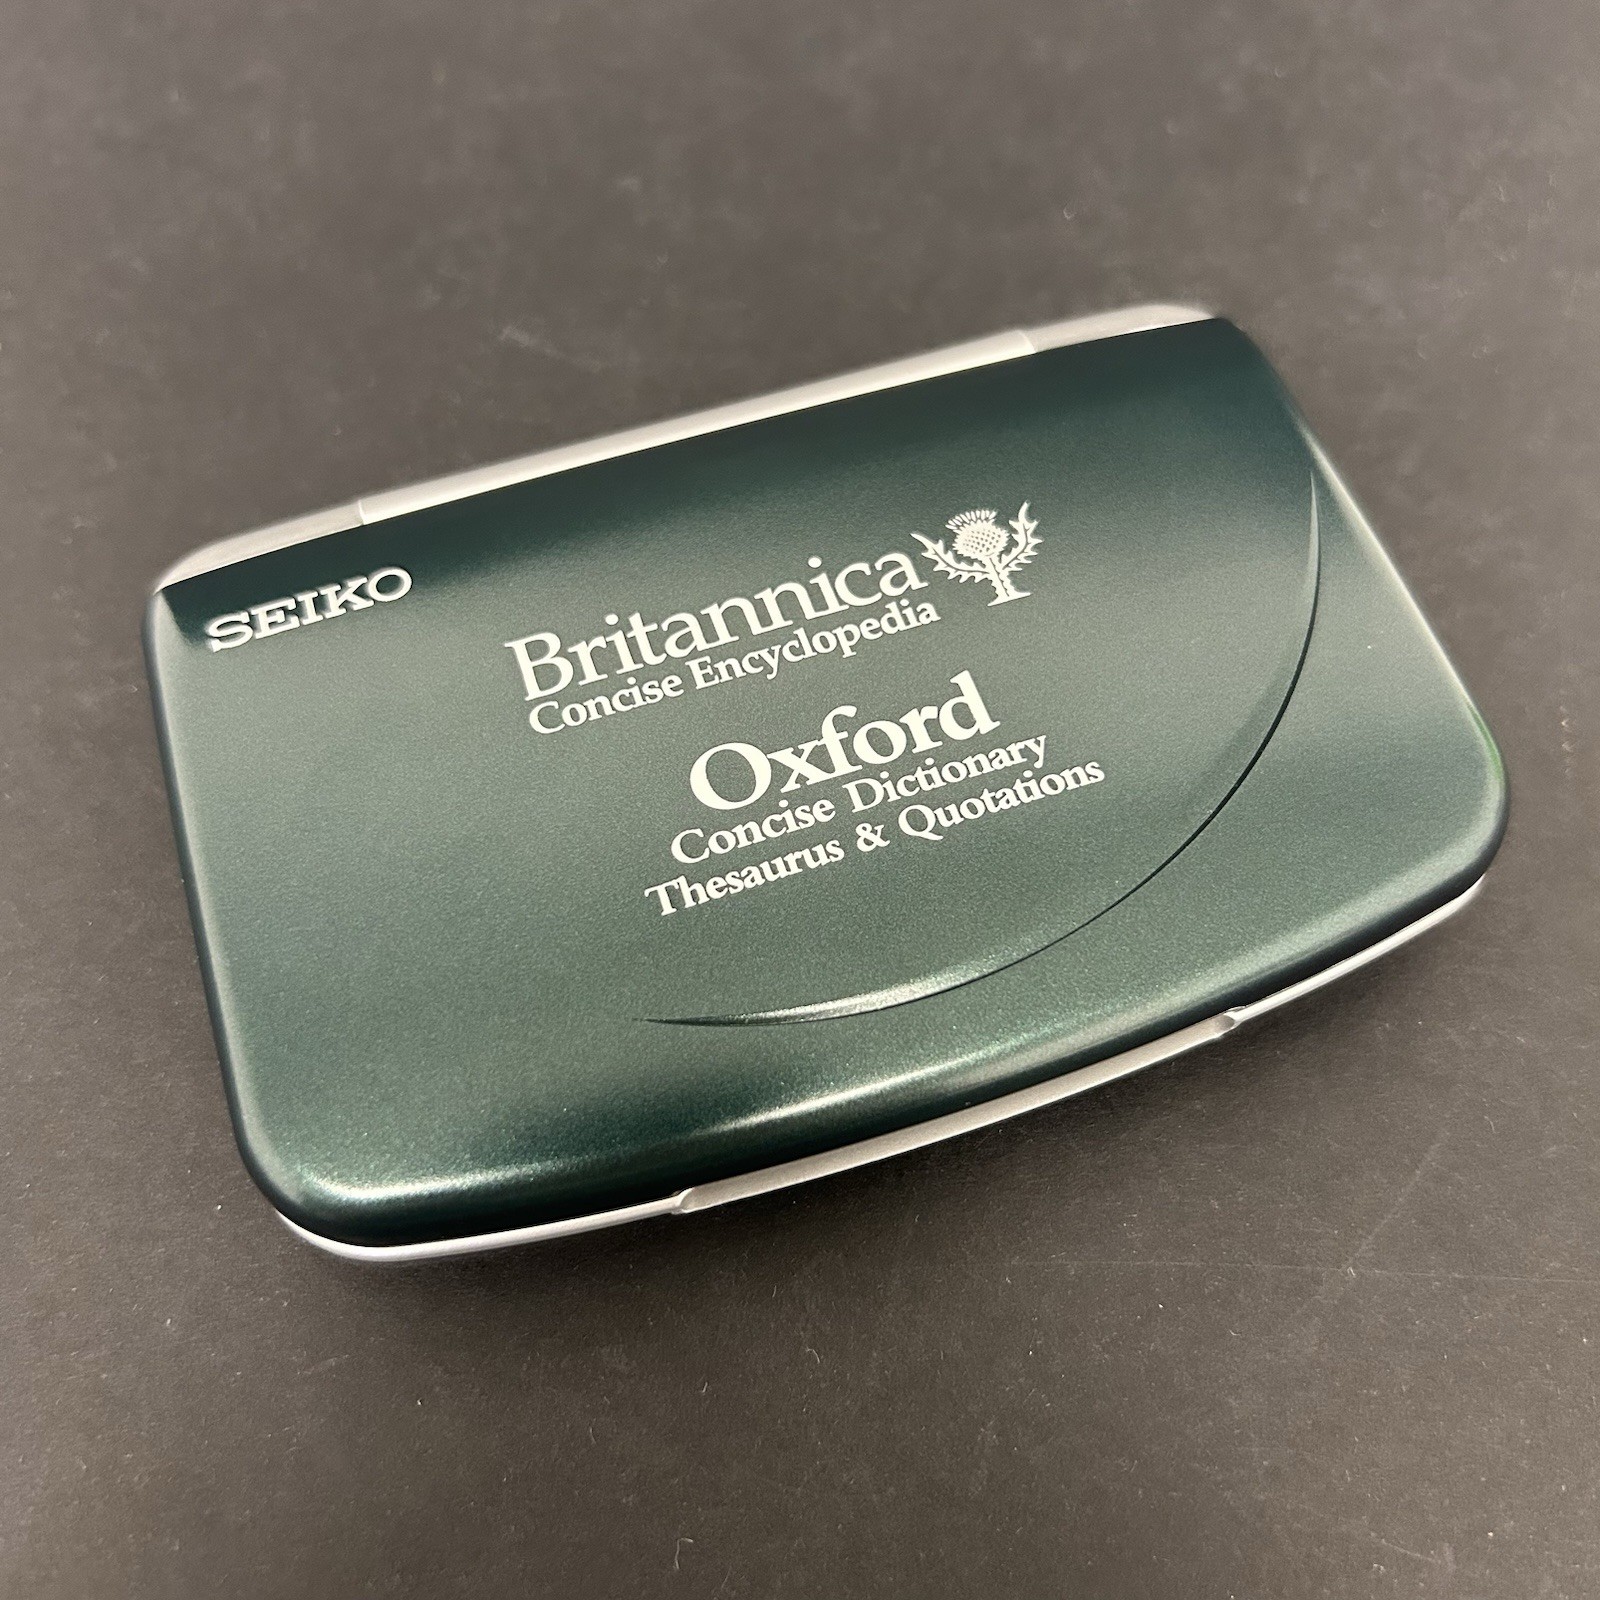 SEIKO
Britannica
Concise Encyclopedia
Oxford
Concise Dictionary
Thesaurus & Quotations